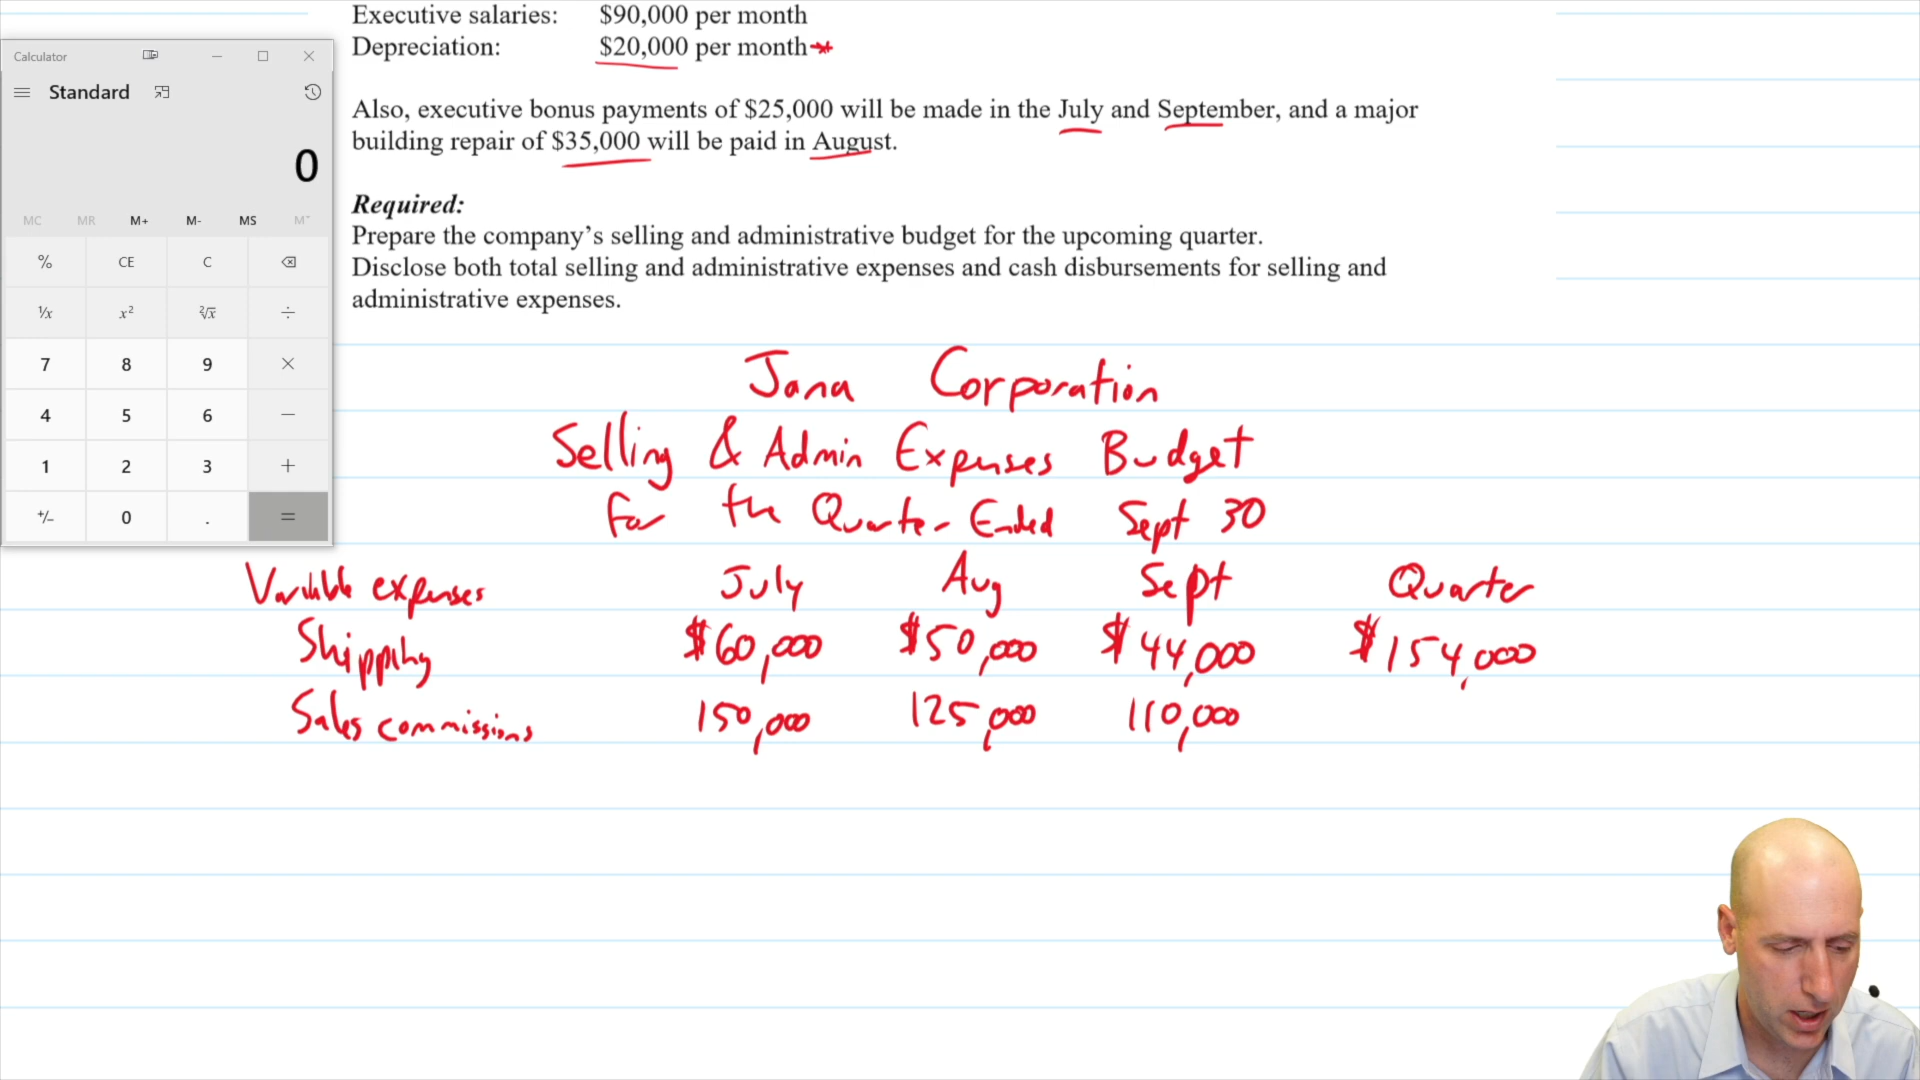 Executive salaries: $90,000 per month
Depreciation: $20,000 per month*
Also, executive bonus payments of $25,000 will be made in the July and September, and a major
building repair of $35,000 will be paid in August.
Required:
Prepare the company's selling and administrative budget for the upcoming quarter.
Disclose both total selling and administrative expenses and cash disbursements for selling and
administrative expenses.
Calculator
Standard
0
MC MR M+ M- MS M˅
% CE C
¹/x x² ²√x ÷
7 8 9 ×
4 5 6 −
1 2 3 +
+/− 0 . =
Jana Corporation
Selling & Admin Expenses Budget
for the Quarter Ended Sept 30
Variable expenses July Aug Sept Quarter
Shipping $60,000 $50,000 $44,000 $154,000
Sales commissions 150,000 125,000 110,000